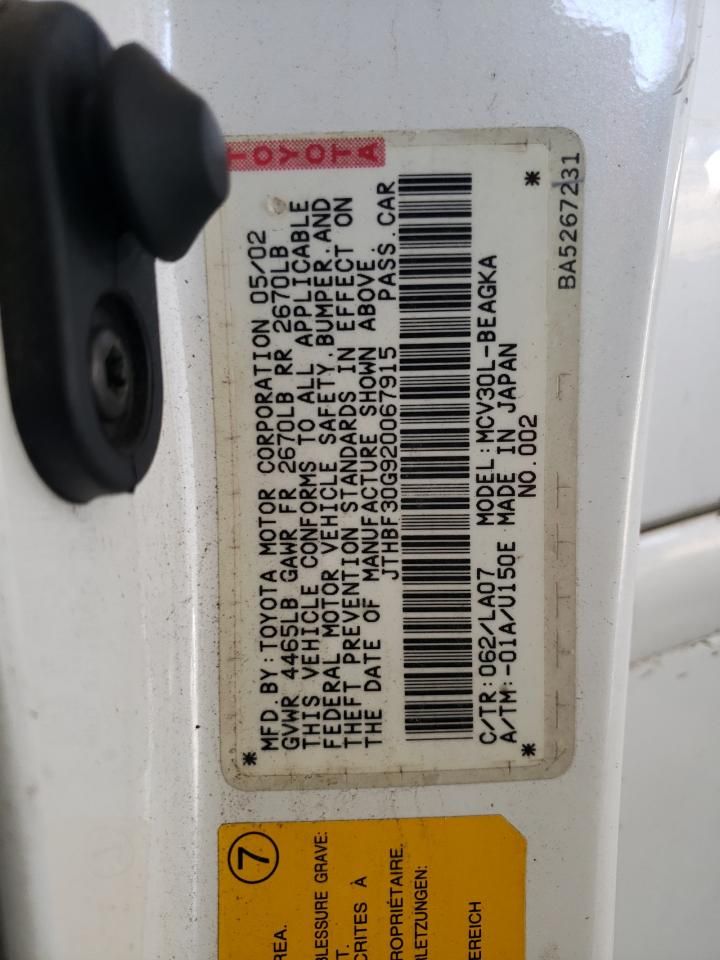 TOYOTA
MFD.BY:TOYOTA MOTOR CORPORATION 05/02
GVWR 4465LB GAWR FR 2670LB RR 2670LB
THIS VEHICLE CONFORMS TO ALL APPLICABLE
FEDERAL MOTOR VEHICLE SAFETY,BUMPER,AND
THEFT PREVENTION STANDARDS IN EFFECT ON
THE DATE OF MANUFACTURE SHOWN ABOVE.
JTHBF30G920067915 PASS.CAR
* *
C/TR:062/LA07 MODEL:MCV30L-BEAGKA
A/TM:-01A/U150E MADE IN JAPAN
* NO.002 *
BA5267231
7
REA.
BLESSURE GRAVE:
T.
CRITES À
ROPRIÉTAIRE.
RLETZUNGEN:
EREICH